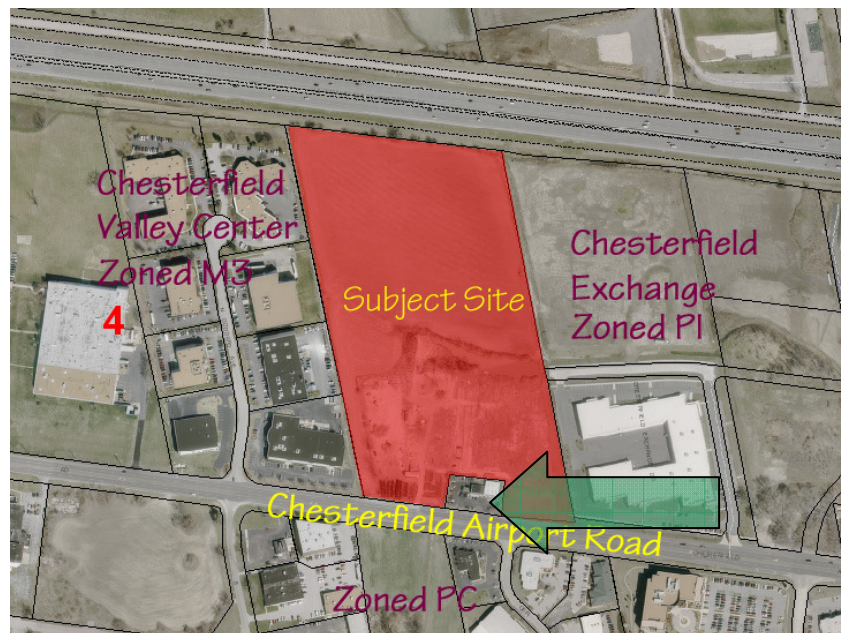 Chesterfield
Valley Center
Zoned M3
4
Subject Site
Chesterfield
Exchange
Zoned PI
Chesterfield Airport Road
Zoned PC